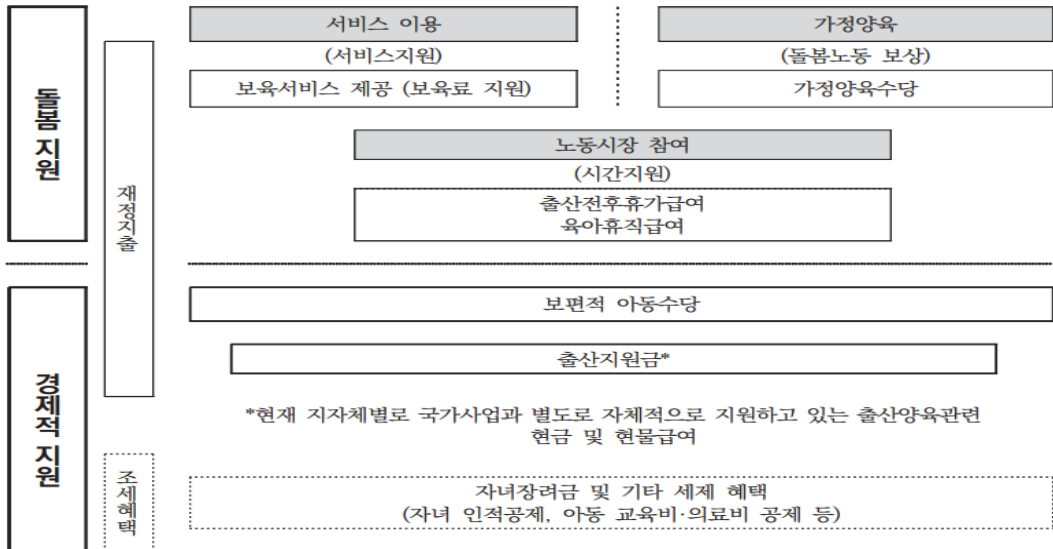 돌봄 지원
재정지출
서비스 이용
(서비스지원)
보육서비스 제공 (보육료 지원)
가정양육
(돌봄노동 보상)
가정양육수당
노동시장 참여
(시간지원)
출산전후휴가급여
육아휴직급여
경제적 지원
보편적 아동수당
출산지원금*
*현재 지자체별로 국가사업과 별도로 자체적으로 지원하고 있는 출산양육관련
현금 및 현물급여
조세혜택
자녀장려금 및 기타 세제 혜택
(자녀 인적공제, 아동 교육비·의료비 공제 등)